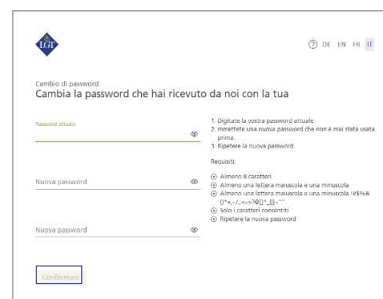 LGT
DE EN FR IT
Cambio di password
Cambia la password che hai ricevuto da noi con la tua
Password attuale
Nuova password
Nuova password
Confermare
1. Digitate la vostra password attuale.
2. Immettete una nuova password che non è mai stata usata
prima.
3. Ripetere la nuova password
Requisiti:
Almeno 8 caratteri
Almeno una lettera maiuscola e una minuscola
Almeno una lettera maiuscola e una minuscola
Solo i caratteri consentiti
Ripetere la nuova password